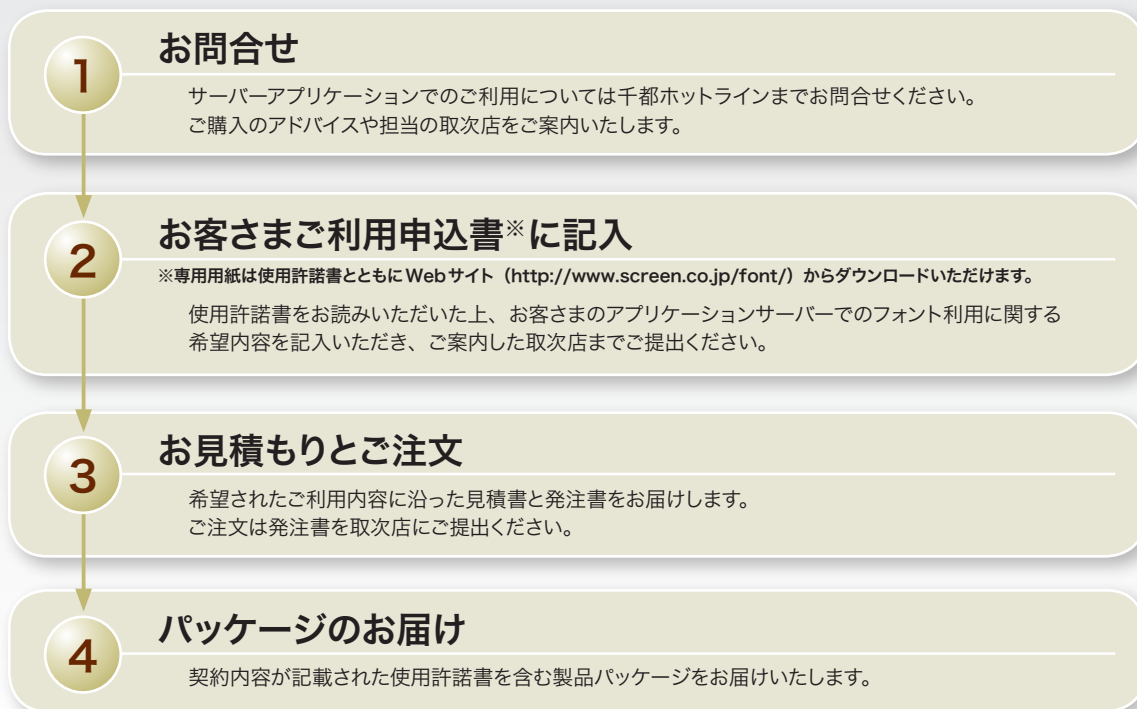 1
お問合せ
サーバーアプリケーションでのご利用については千都ホットラインまでお問合せください。
ご購入のアドバイスや担当の取次店をご案内いたします。
2
お客さまご利用申込書※に記入
※専用用紙は使用許諾書とともにWebサイト（http://www.screen.co.jp/font/）からダウンロードいただけます。
使用許諾書をお読みいただいた上、お客さまのアプリケーションサーバーでのフォント利用に関する
希望内容を記入いただき、ご案内した取次店までご提出ください。
3
お見積もりとご注文
希望されたご利用内容に沿った見積書と発注書をお届けします。
ご注文は発注書を取次店にご提出ください。
4
パッケージのお届け
契約内容が記載された使用許諾書を含む製品パッケージをお届けいたします。